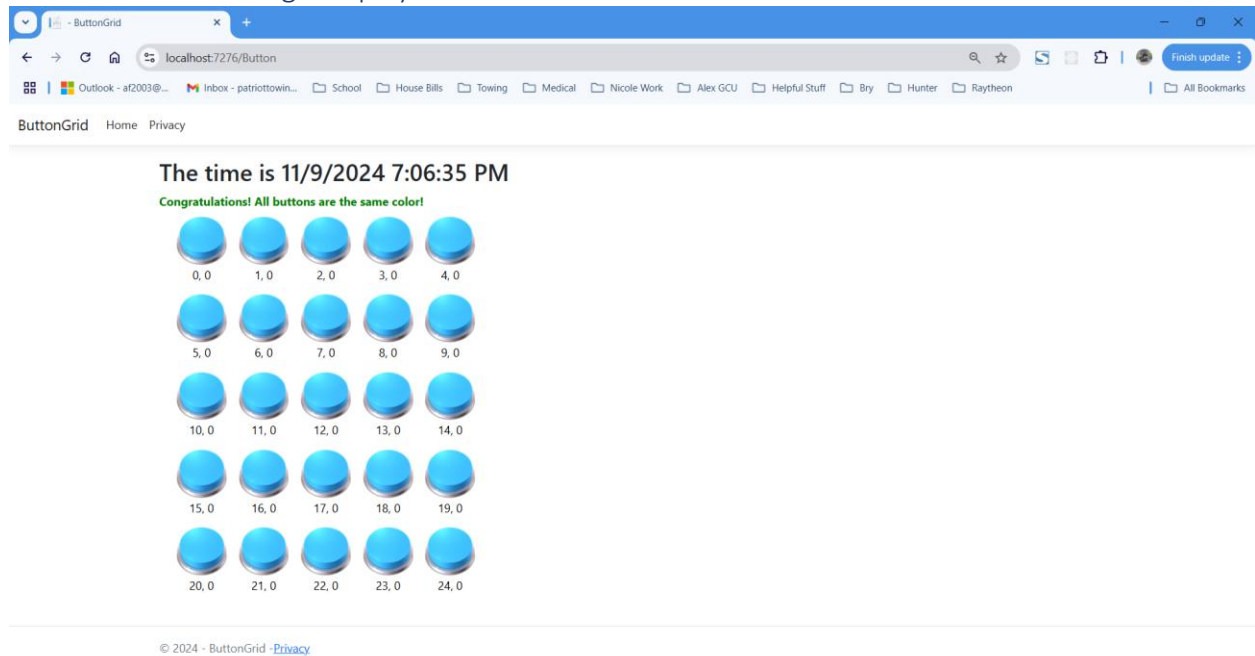 - ButtonGrid
localhost:7276/Button
Finish update
Outlook - af2003@... Inbox - patriottowin... School House Bills Towing Medical Nicole Work Alex GCU Helpful Stuff Bry Hunter Raytheon All Bookmarks
ButtonGrid Home Privacy
The time is 11/9/2024 7:06:35 PM
Congratulations! All buttons are the same color!
0, 0 1, 0 2, 0 3, 0 4, 0
5, 0 6, 0 7, 0 8, 0 9, 0
10, 0 11, 0 12, 0 13, 0 14, 0
15, 0 16, 0 17, 0 18, 0 19, 0
20, 0 21, 0 22, 0 23, 0 24, 0
© 2024 - ButtonGrid -Privacy